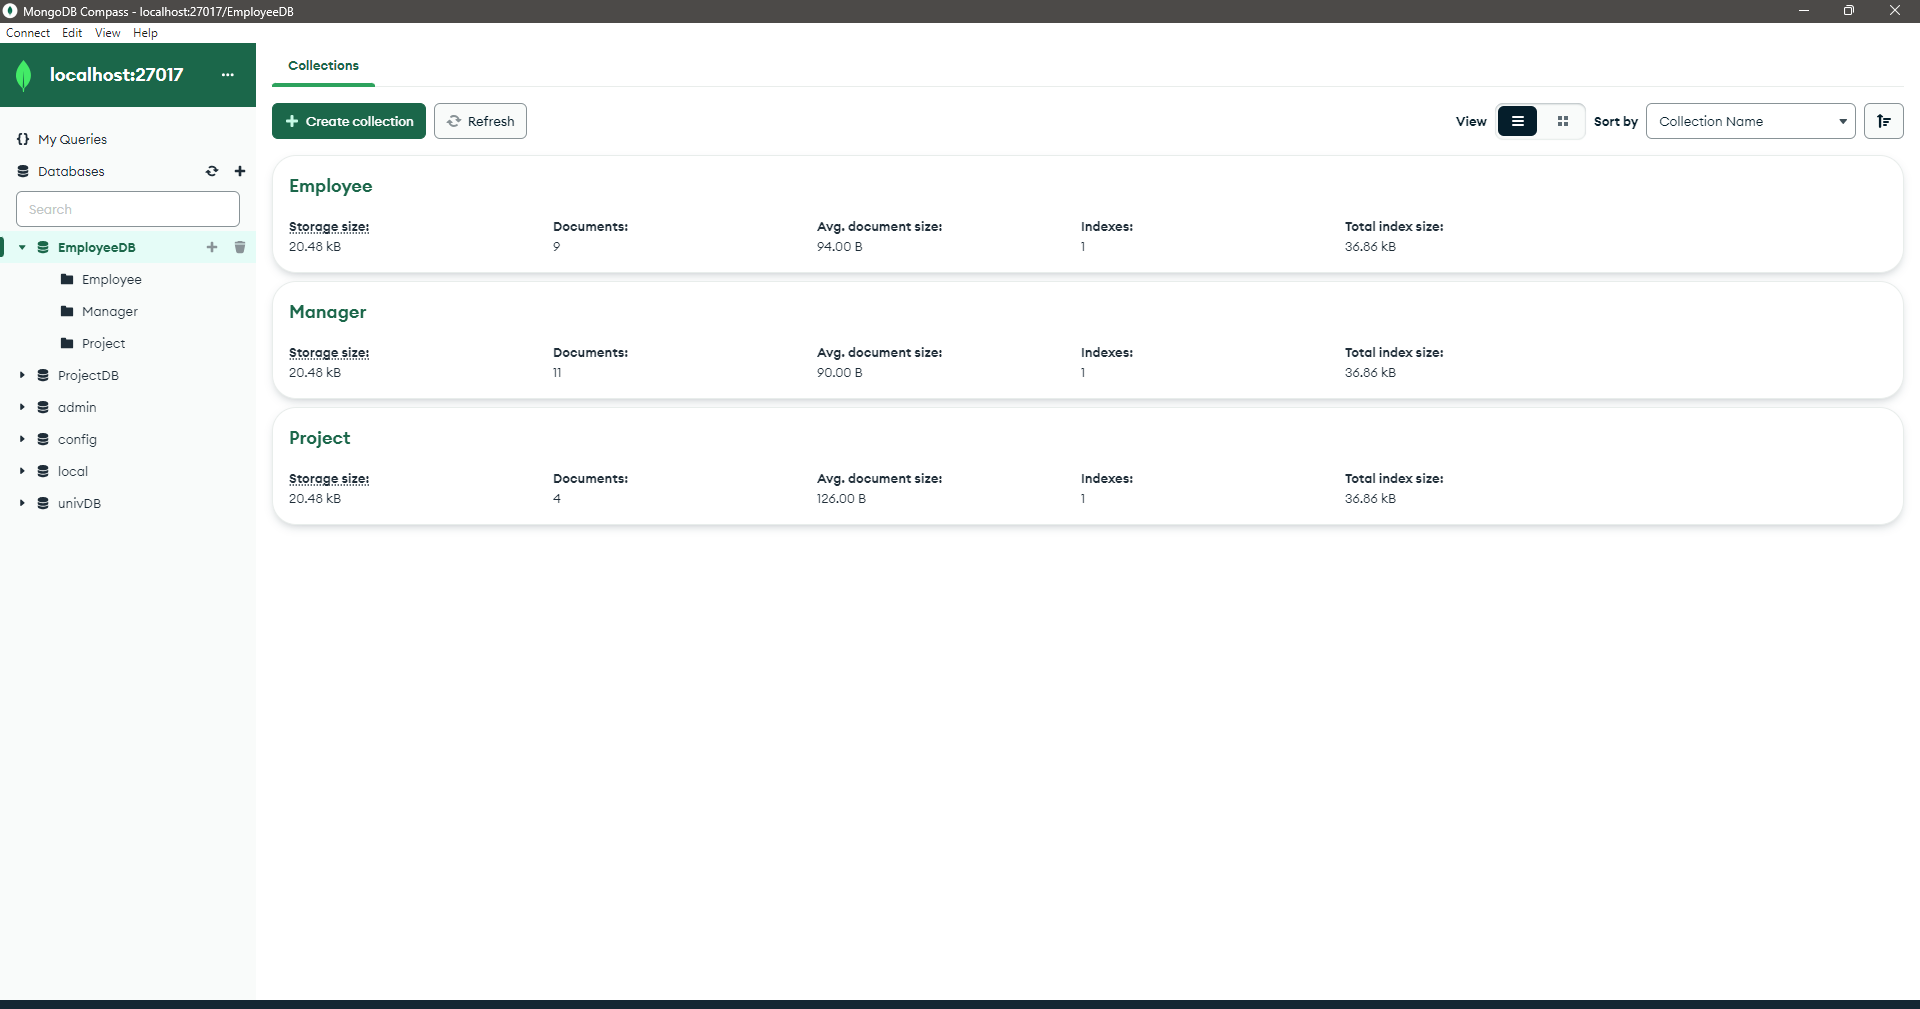 MongoDB Compass - localhost:27017/EmployeeDB
Connect Edit View Help
localhost:27017
My Queries
Databases
Search
EmployeeDB
Employee
Manager
Project
ProjectDB
admin
config
local
univDB
Collections
Create collection Refresh View Sort by Collection Name
Employee
Storage size: Documents: Avg. document size: Indexes: Total index size:
20.48 kB 9 94.00 B 1 36.86 kB
Manager
Storage size: Documents: Avg. document size: Indexes: Total index size:
20.48 kB 11 90.00 B 1 36.86 kB
Project
Storage size: Documents: Avg. document size: Indexes: Total index size:
20.48 kB 4 126.00 B 1 36.86 kB